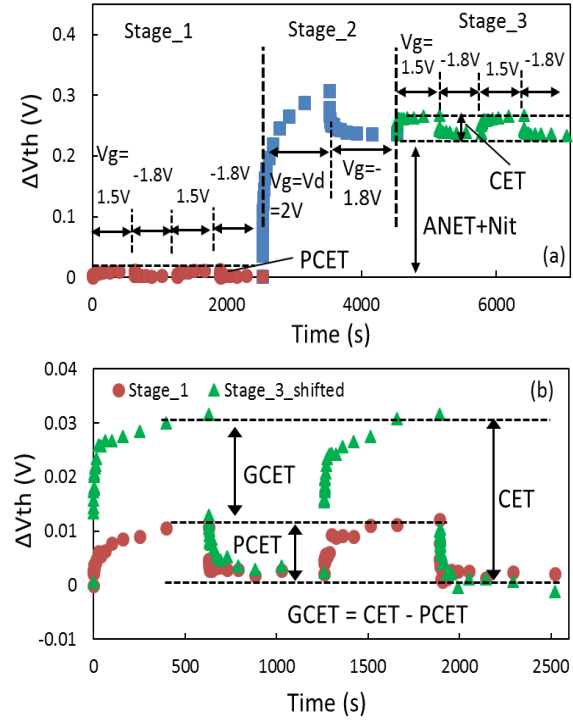 Stage_1
Stage_2
Stage_3
Vg=
1.5V
-1.8V
1.5V
-1.8V
Vg=
1.5V
-1.8V
1.5V
-1.8V
Vg=Vd
=2V
Vg=-
1.8V
CET
ANET+Nit
PCET
(a)
ΔVth (V)
0.4
0.3
0.2
0.1
0
0
2000
4000
6000
Time (s)
Stage_1
Stage_3_shifted
(b)
GCET
PCET
CET
GCET = CET - PCET
ΔVth (V)
0.04
0.03
0.02
0.01
0
-0.01
0
500
1000
1500
2000
2500
Time (s)